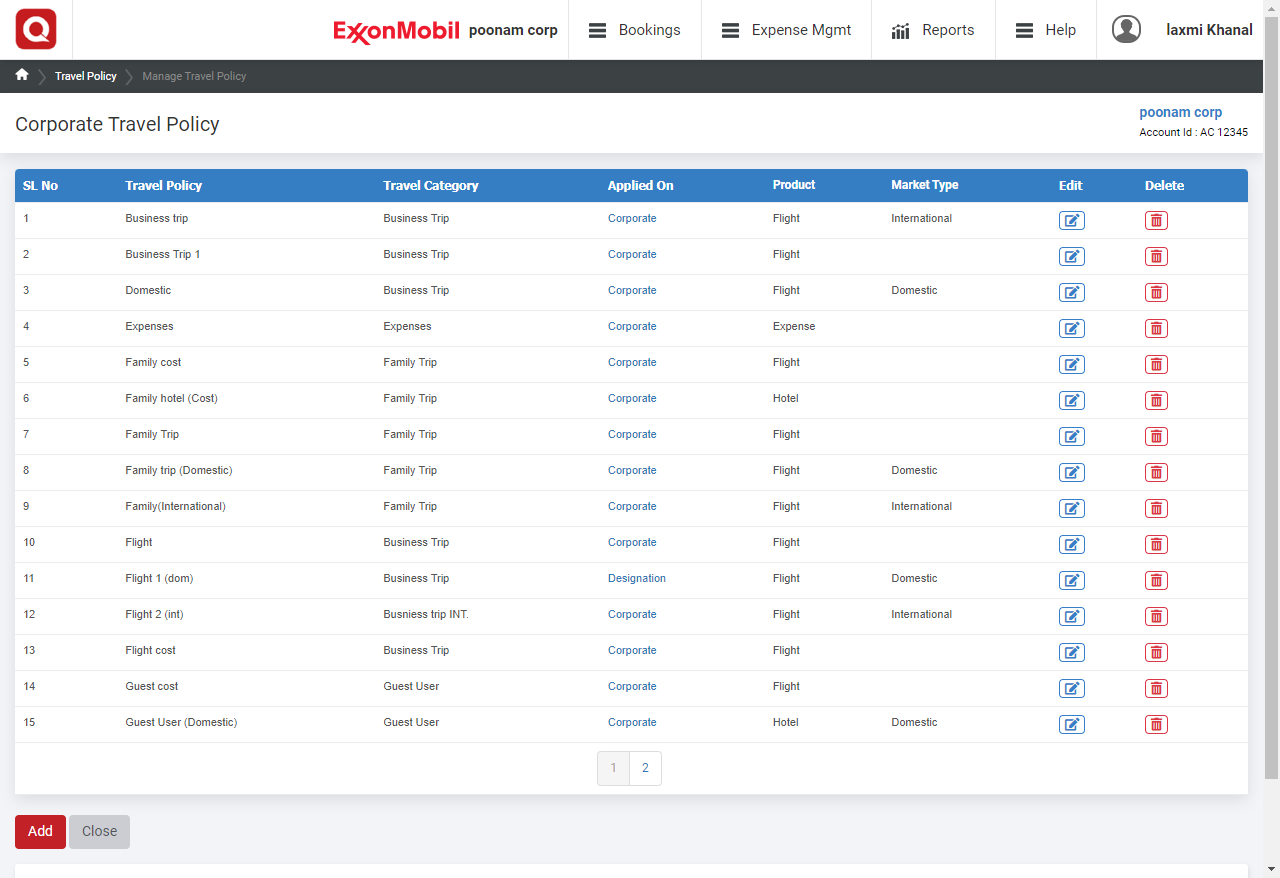 ExxonMobil poonam corp Bookings Expense Mgmt Reports Help laxmi Khanal
Travel Policy Manage Travel Policy
Corporate Travel Policy
poonam corp
Account Id : AC 12345
SL No Travel Policy Travel Category Applied On Product Market Type Edit Delete
1 Business trip Business Trip Corporate Flight International
2 Business Trip 1 Business Trip Corporate Flight
3 Domestic Business Trip Corporate Flight Domestic
4 Expenses Expenses Corporate Expense
5 Family cost Family Trip Corporate Flight
6 Family hotel (Cost) Family Trip Corporate Hotel
7 Family Trip Family Trip Corporate Flight
8 Family trip (Domestic) Family Trip Corporate Flight Domestic
9 Family(International) Family Trip Corporate Flight International
10 Flight Business Trip Corporate Flight
11 Flight 1 (dom) Business Trip Designation Flight Domestic
12 Flight 2 (int) Busniess trip INT. Corporate Flight International
13 Flight cost Business Trip Corporate Flight
14 Guest cost Guest User Corporate Flight
15 Guest User (Domestic) Guest User Corporate Hotel Domestic
1 2
Add Close